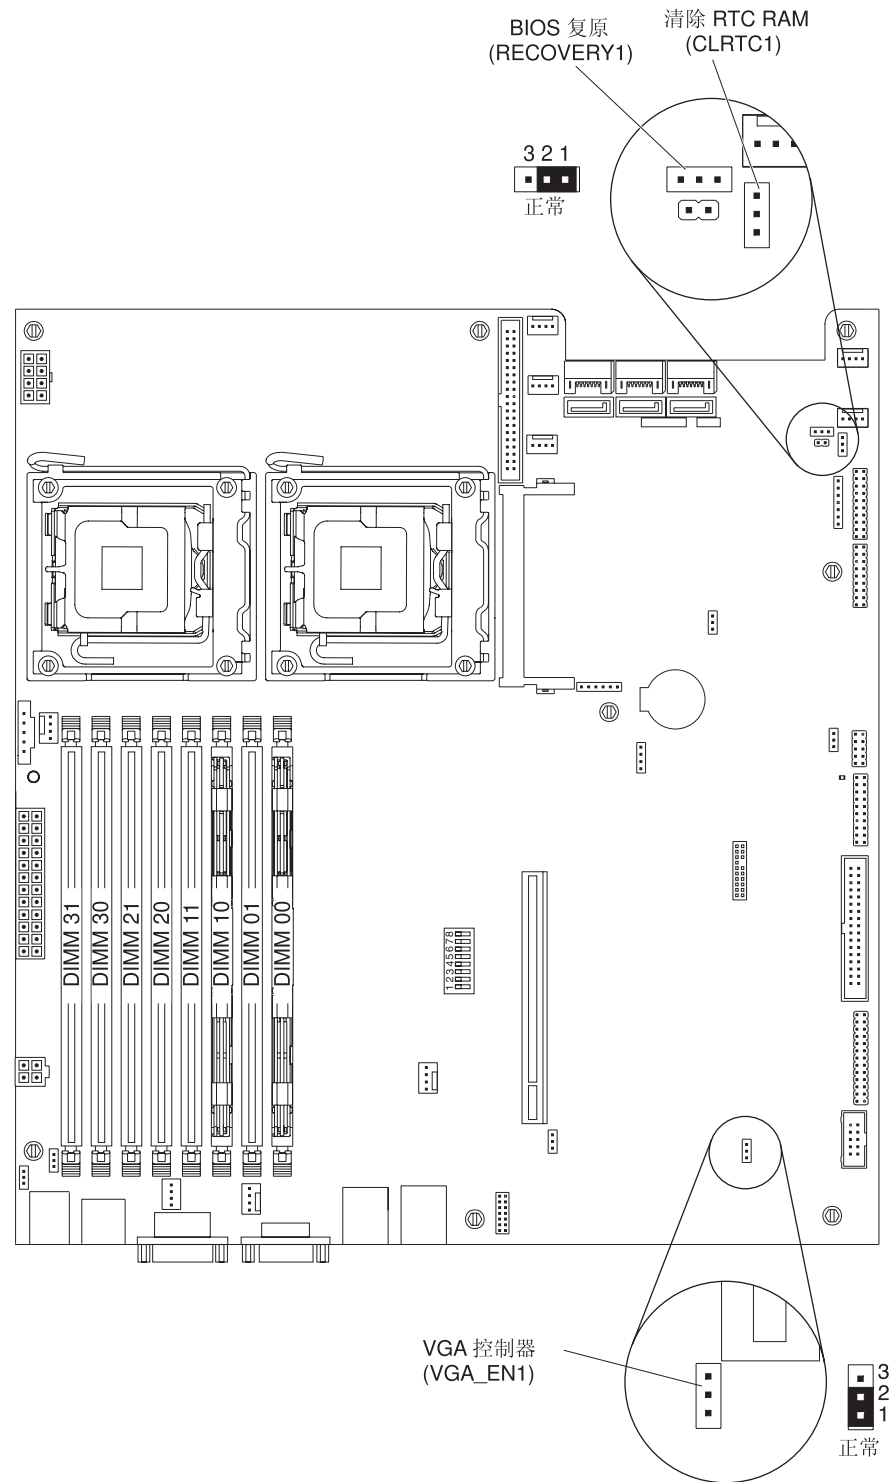 BIOS 复原
(RECOVERY1)
清除 RTC RAM
(CLRTC1)
3 2 1
正常
DIMM 31
DIMM 30
DIMM 21
DIMM 20
DIMM 11
DIMM 10
DIMM 01
DIMM 00
12345678
VGA 控制器
(VGA_EN1)
3
2
1
正常